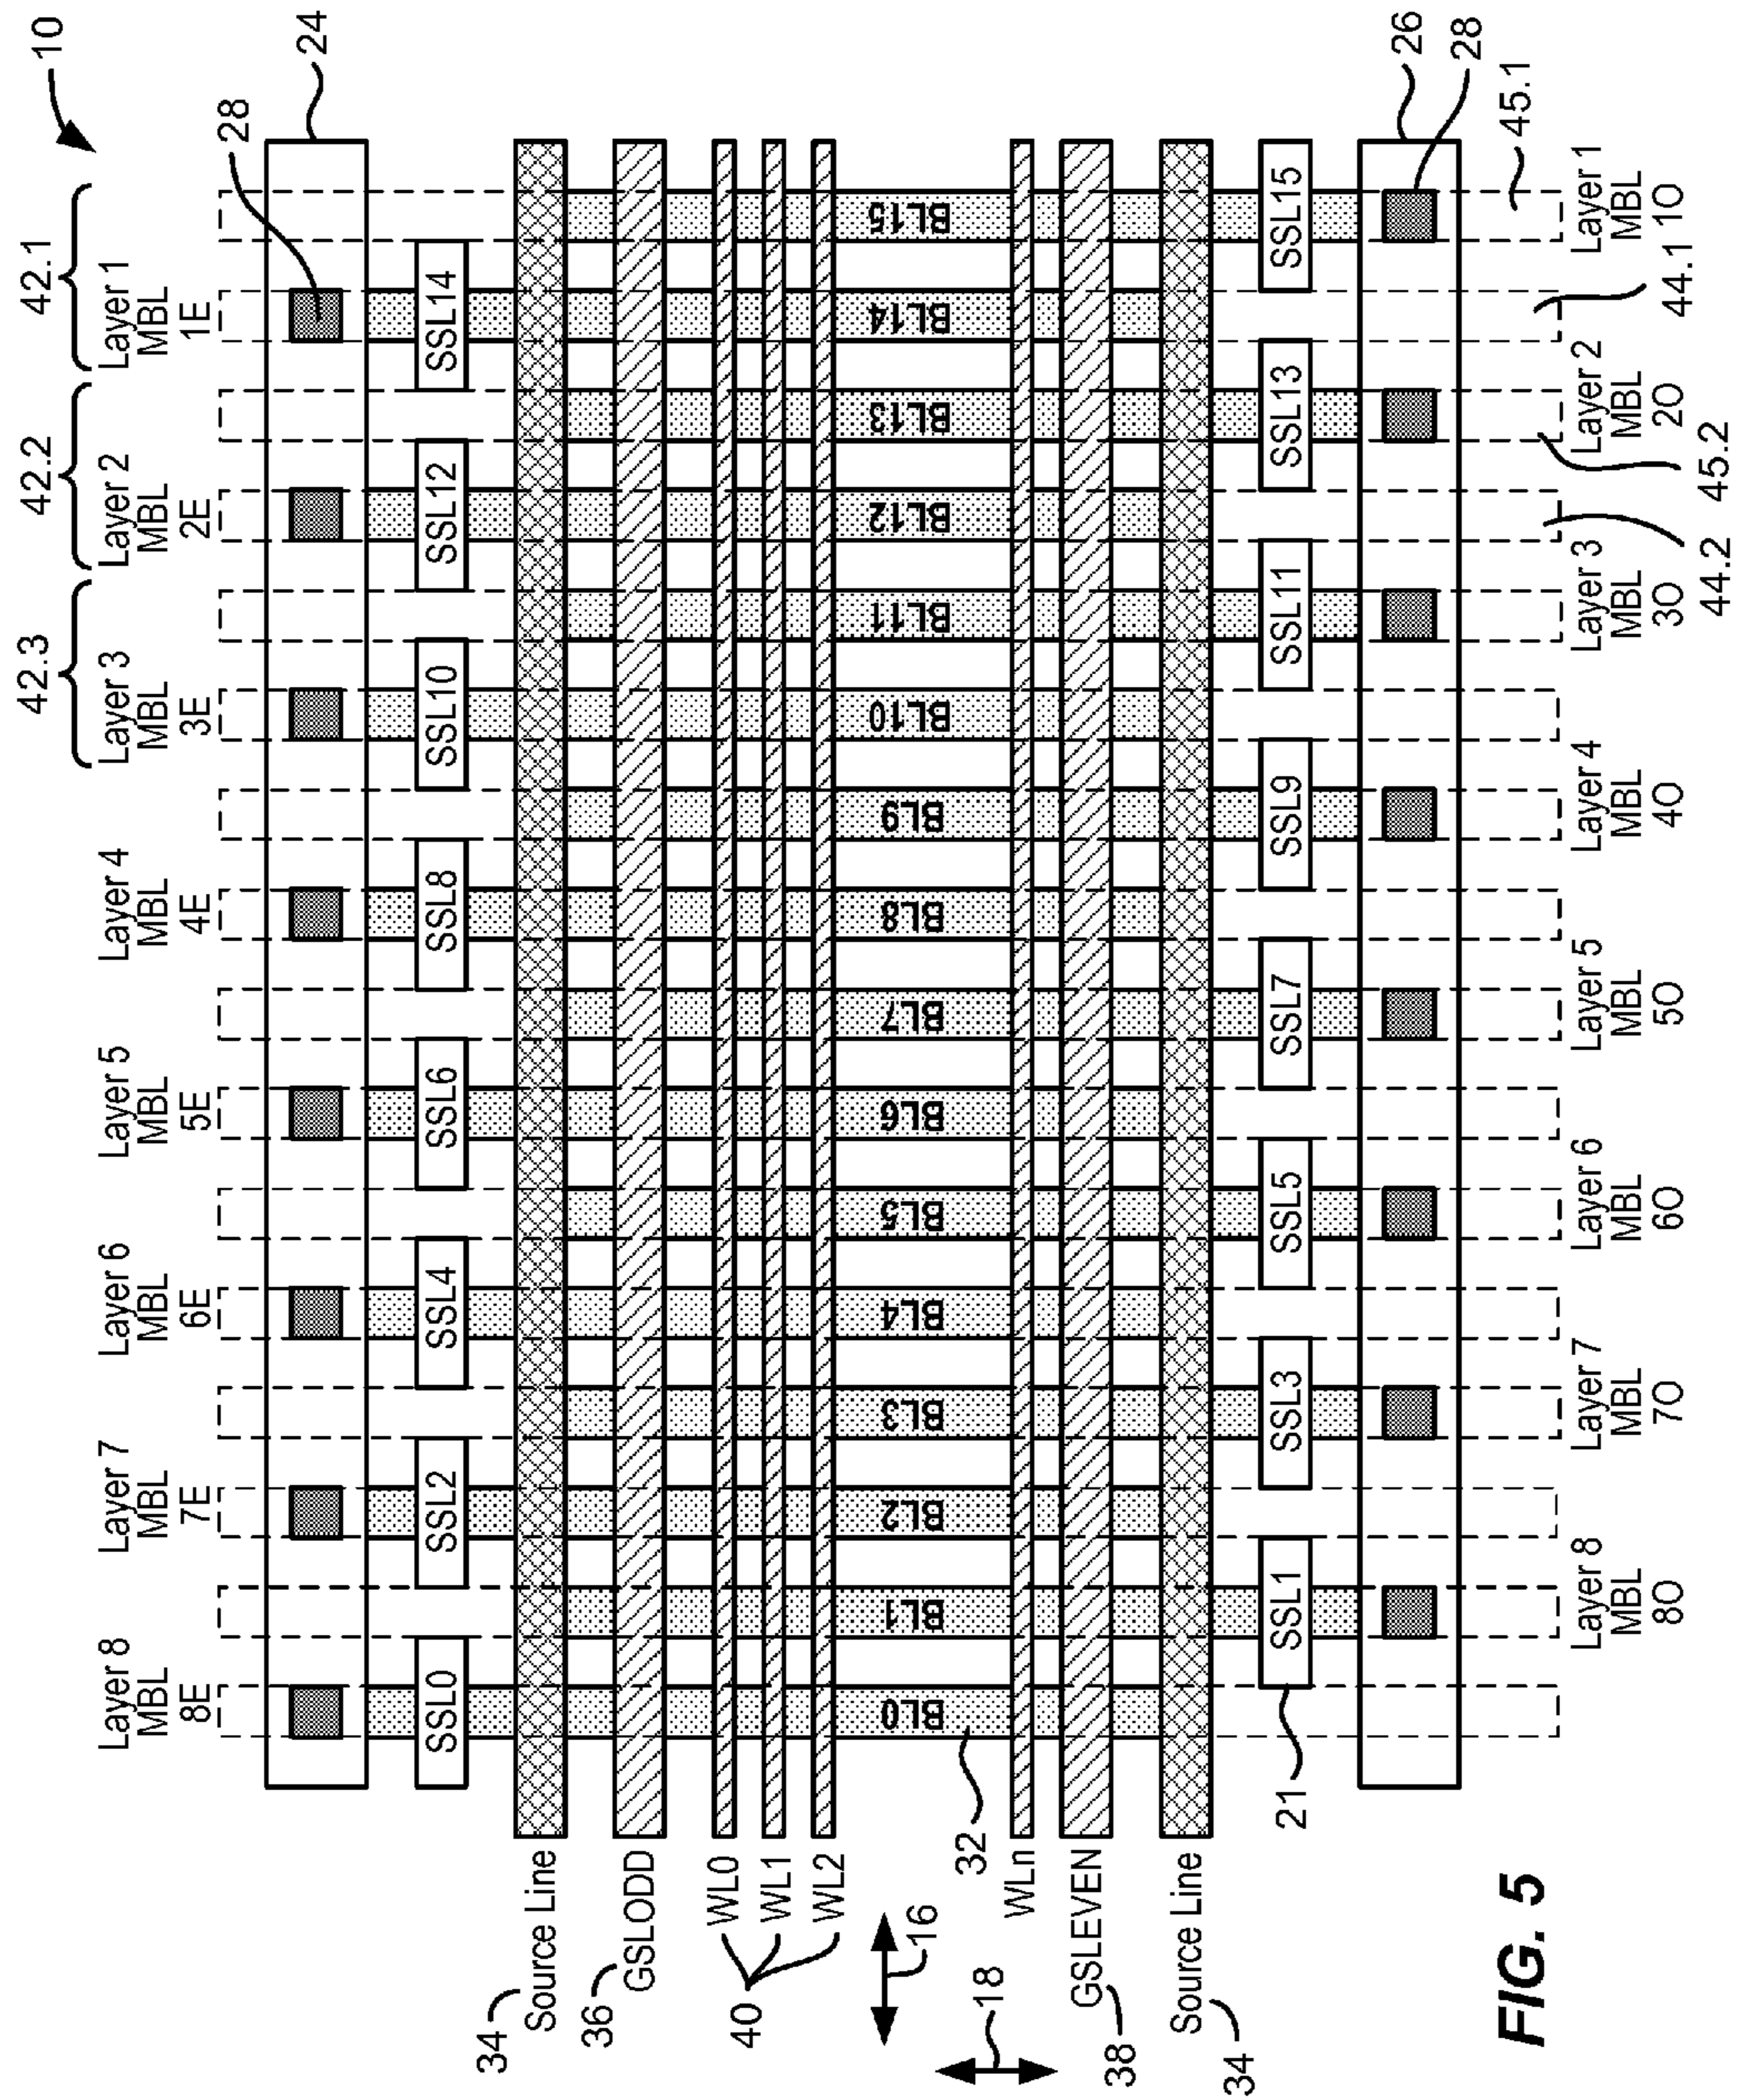 10
42.1
42.2
42.3
Layer 8
MBL
8E
Layer 7
MBL
7E
Layer 6
MBL
6E
Layer 5
MBL
5E
Layer 4
MBL
4E
Layer 3
MBL
3E
Layer 2
MBL
2E
Layer 1
MBL
1E
28
24
SSL0
SSL2
SSL4
SSL6
SSL8
SSL10
SSL12
SSL14
34
Source Line
36
GSLODD
40
WL0
WL1
WL2
BL0
BL1
BL2
BL3
BL4
BL5
BL6
BL7
BL8
BL9
BL10
BL11
BL12
BL13
BL14
BL15
32
16
18
WLn
38
GSLEVEN
34
Source Line
21
SSL1
SSL3
SSL5
SSL7
SSL9
SSL11
SSL13
SSL15
26
28
Layer 8
MBL
8O
Layer 7
MBL
7O
Layer 6
MBL
6O
Layer 5
MBL
5O
Layer 4
MBL
4O
Layer 3
MBL
3O
Layer 2
MBL
2O
Layer 1
MBL
1O
44.2
45.2
44.1
45.1
FIG. 5